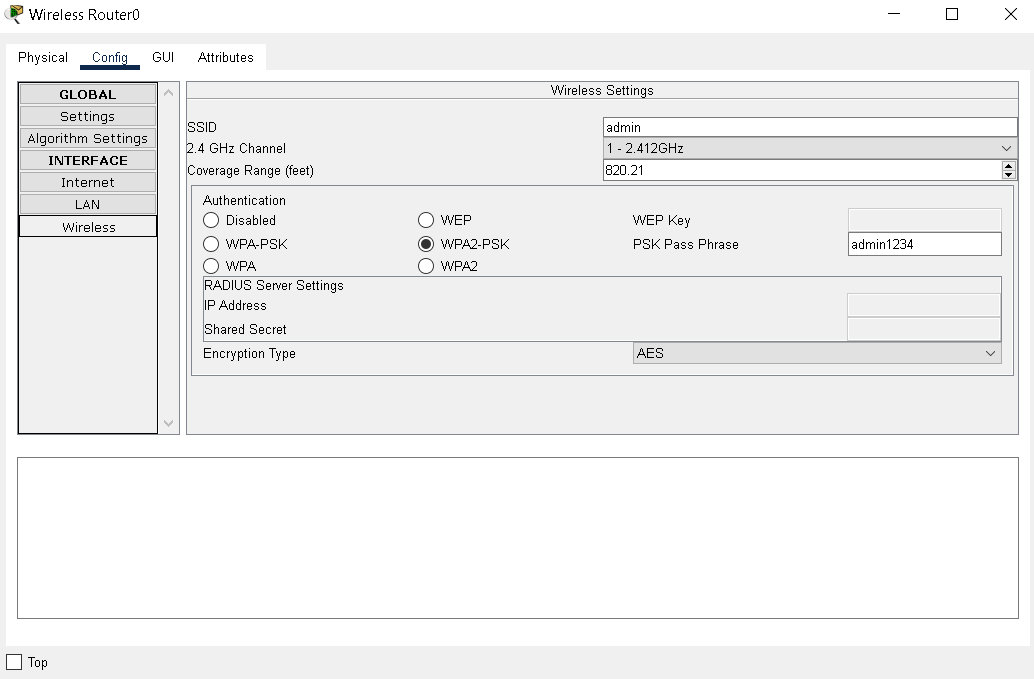 Wireless Router0
Physical Config GUI Attributes
GLOBAL
Settings
Algorithm Settings
INTERFACE
Internet
LAN
Wireless
Wireless Settings
SSID admin
2.4 GHz Channel 1 - 2.412GHz
Coverage Range (feet) 820.21
Authentication
Disabled WEP WEP Key
WPA-PSK WPA2-PSK PSK Pass Phrase admin1234
WPA WPA2
RADIUS Server Settings
IP Address
Shared Secret
Encryption Type AES
Top